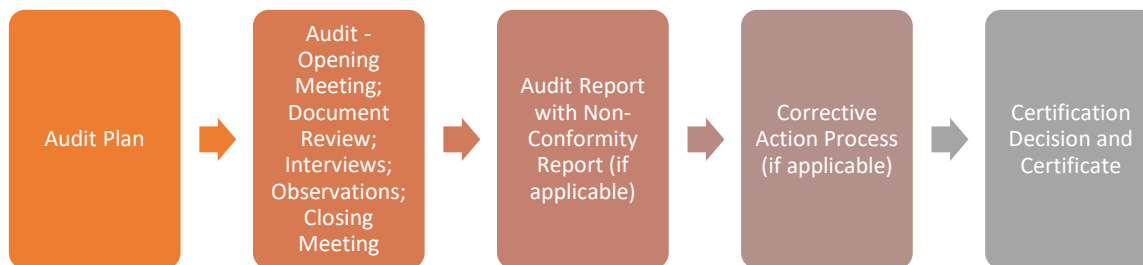 Audit Plan
Audit -
Opening
Meeting;
Document
Review;
Interviews;
Observations;
Closing
Meeting
Audit Report
with Non-
Conformity
Report (if
applicable)
Corrective
Action Process
(if applicable)
Certification
Decision and
Certificate